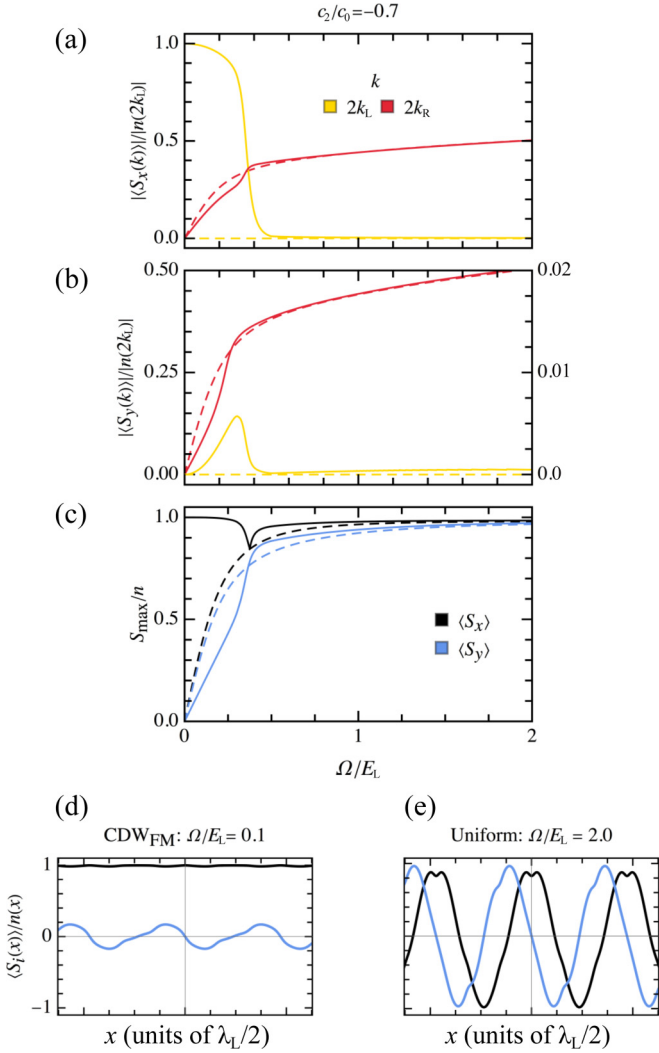 c₂/c₀=−0.7
(a)
1.0
0.5
0.0
|⟨Sₓ(k)⟩|/|n(2k_L)|
k
2k_L 2k_R
(b)
0.50
0.25
0.00
|⟨S_y(k)⟩|/|n(2k_L)|
0.02
0.01
0.0
(c)
1.0
0.5
0.0
S_max/n
⟨Sₓ⟩
⟨S_y⟩
0 1 2
Ω/E_L
(d) (e)
CDW_FM: Ω/E_L= 0.1 Uniform: Ω/E_L = 2.0
1
0
−1
⟨S_i(x)⟩/n(x)
x (units of λ_L/2) x (units of λ_L/2)